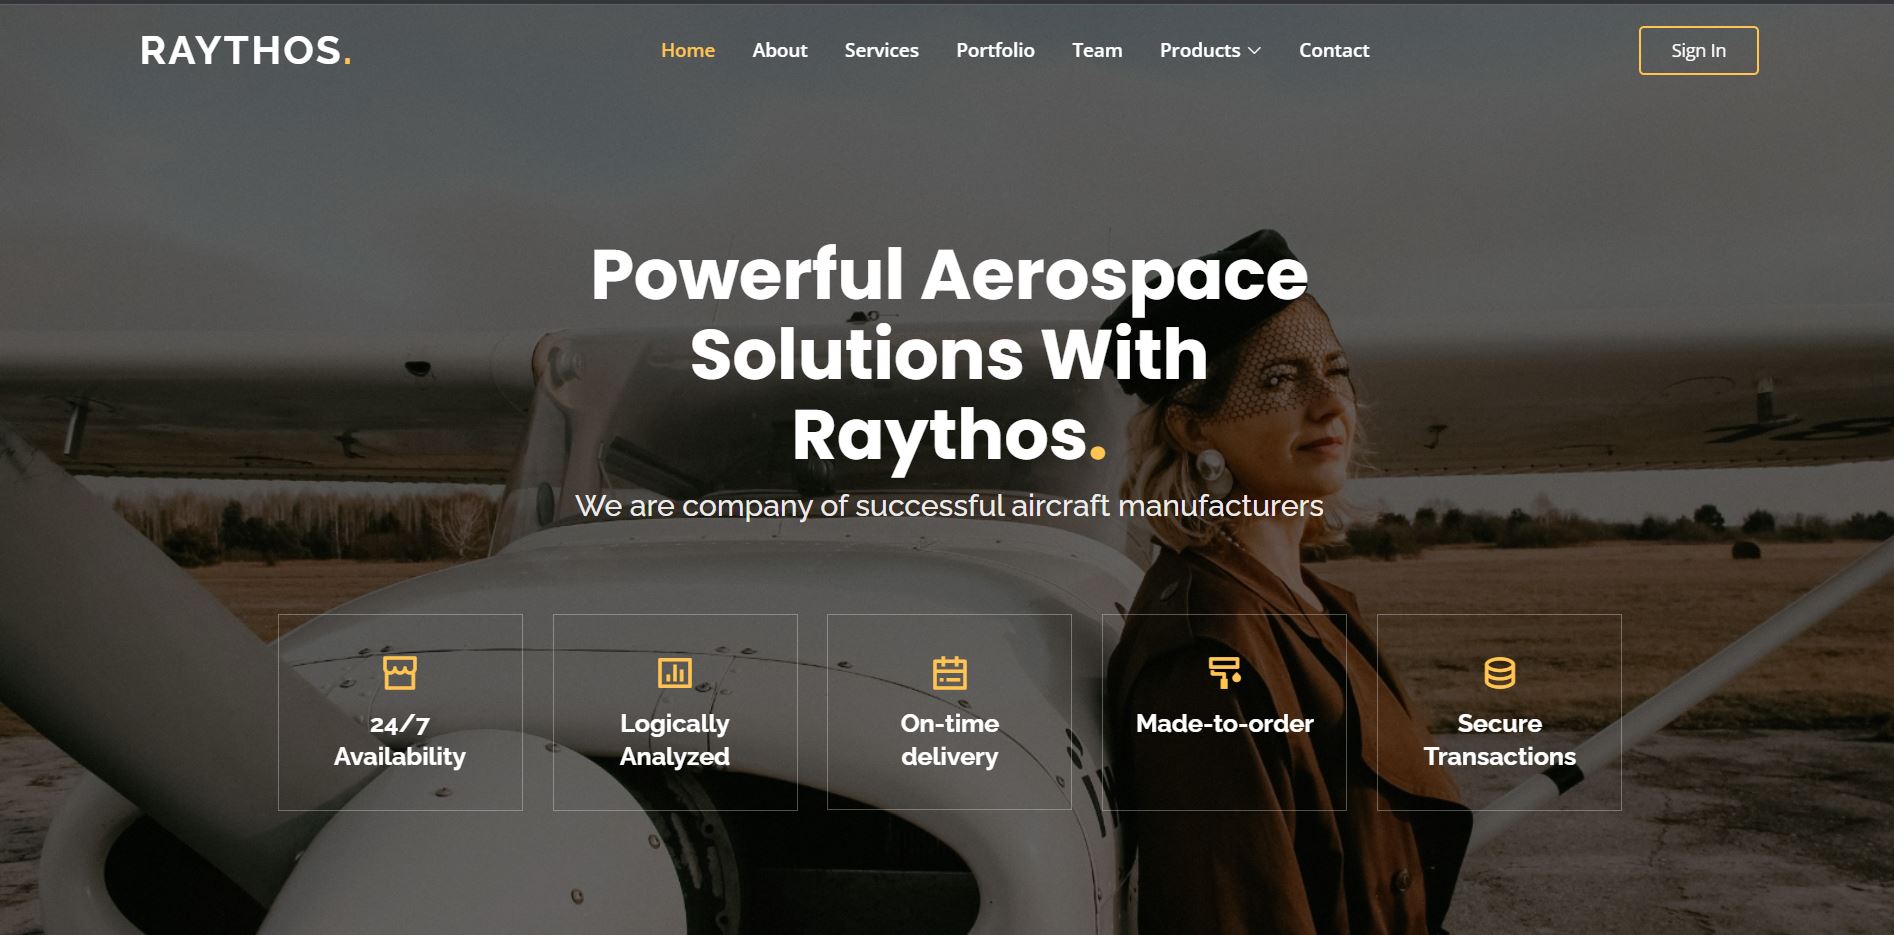 RAYTHOS.
Home About Services Portfolio Team Products Contact
Sign In
Powerful Aerospace
Solutions With
Raythos.
We are company of successful aircraft manufacturers
24/7
Availability
Logically
Analyzed
On-time
delivery
Made-to-order
Secure
Transactions